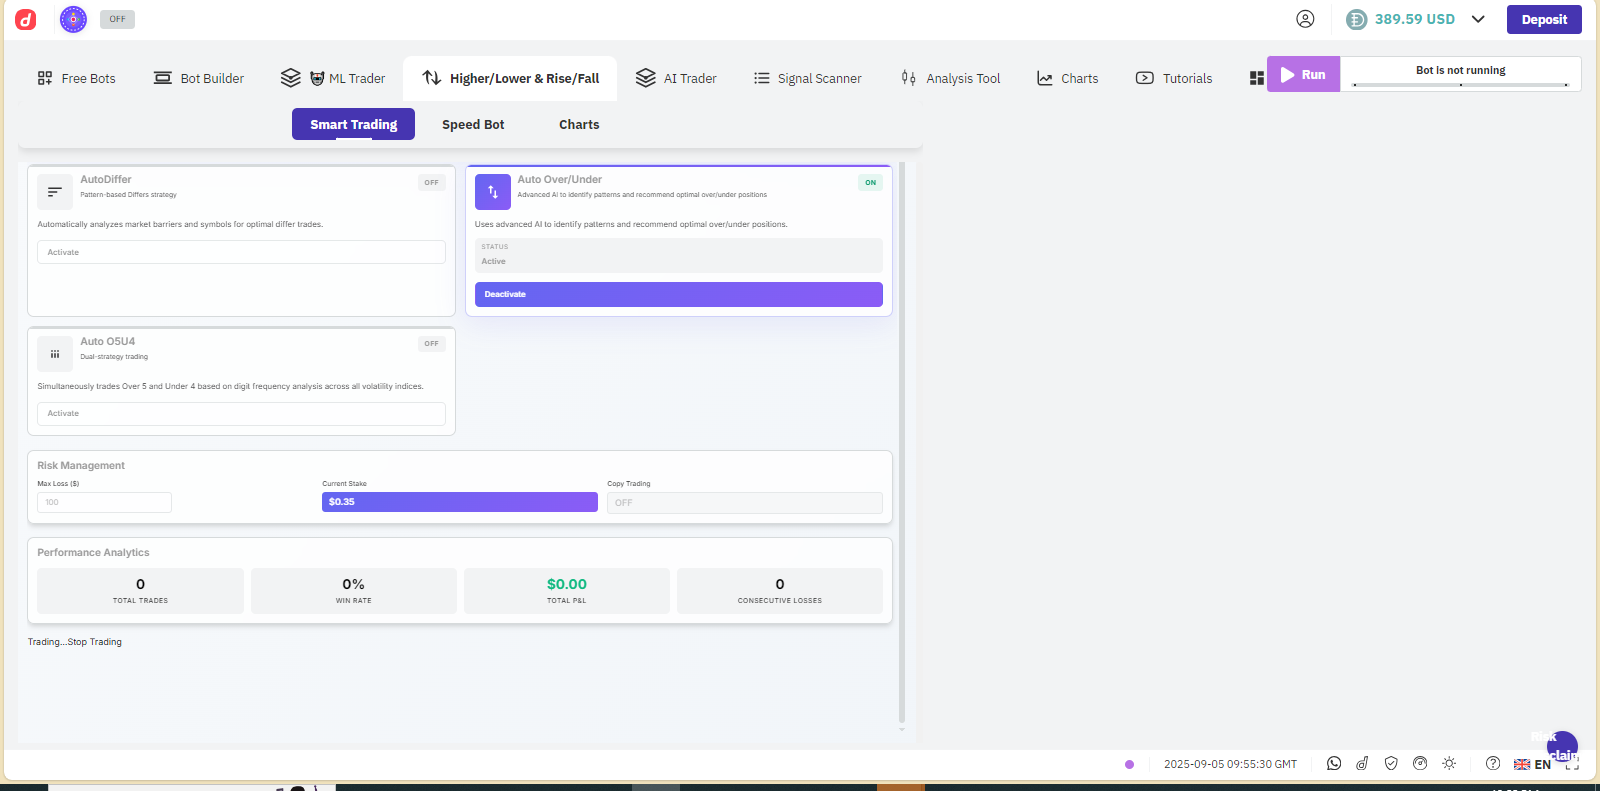 OFF
389.59 USD
Deposit
Free Bots
Bot Builder
ML Trader
Higher/Lower & Rise/Fall
AI Trader
Signal Scanner
Analysis Tool
Charts
Tutorials
Run
Bot is not running
Smart Trading
Speed Bot
Charts
AutoDiffer
OFF
Pattern-based Differs strategy
Automatically analyzes market barriers and symbols for optimal differ trades.
Activate
Auto Over/Under
ON
Advanced AI to identify patterns and recommend optimal over/under positions
Uses advanced AI to identify patterns and recommend optimal over/under positions.
STATUS
Active
Deactivate
Auto O5U4
OFF
Dual-strategy trading
Simultaneously trades Over 5 and Under 4 based on digit frequency analysis across all volatility indices.
Activate
Risk Management
Max Loss ($)
Current Stake
Copy Trading
100
$0.35
OFF
Performance Analytics
0
0%
$0.00
0
TOTAL TRADES
WIN RATE
TOTAL P&L
CONSECUTIVE LOSSES
Trading...Stop Trading
Risk
2025-09-05 09:55:30 GMT
EN